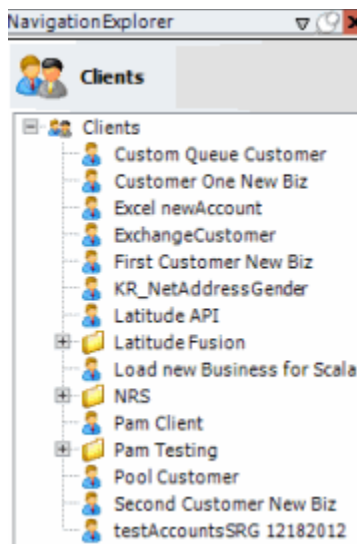 NavigationExplorer
Clients
Clients
Custom Queue Customer
Customer One New Biz
Excel newAccount
ExchangeCustomer
First Customer New Biz
KR_NetAddressGender
Latitude API
Latitude Fusion
Load new Business for Scala
NRS
Pam Client
Pam Testing
Pool Customer
Second Customer New Biz
testAccountsSRG 12182012